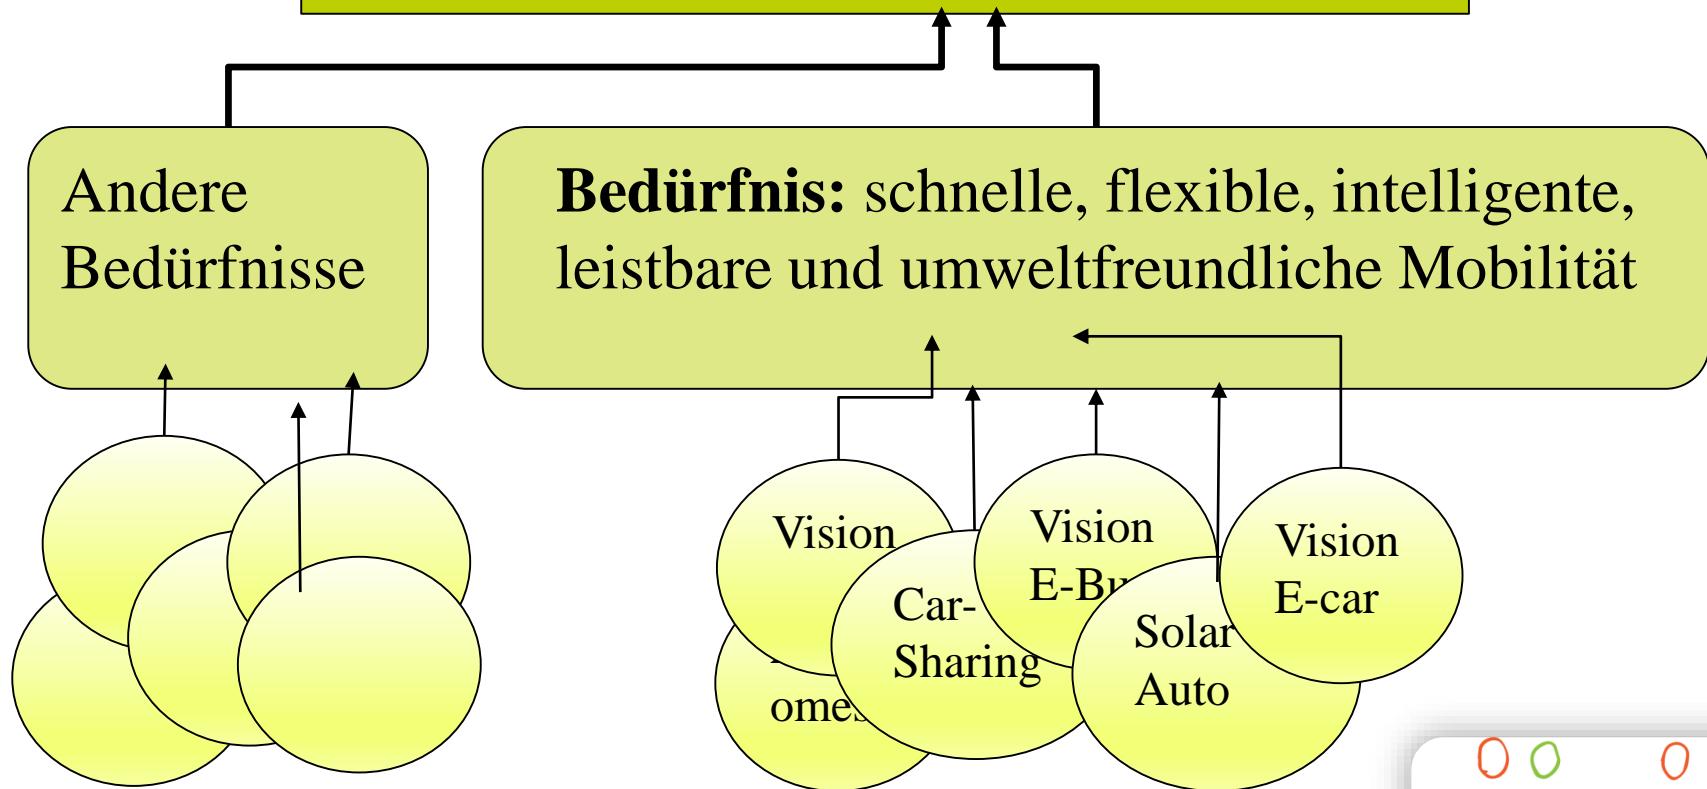 Andere
Bedürfnisse
Bedürfnis: schnelle, flexible, intelligente,
leistbare und umweltfreundliche Mobilität
Vision
Vision
Car-
Sharing
Solar
Auto
Vision
E-car